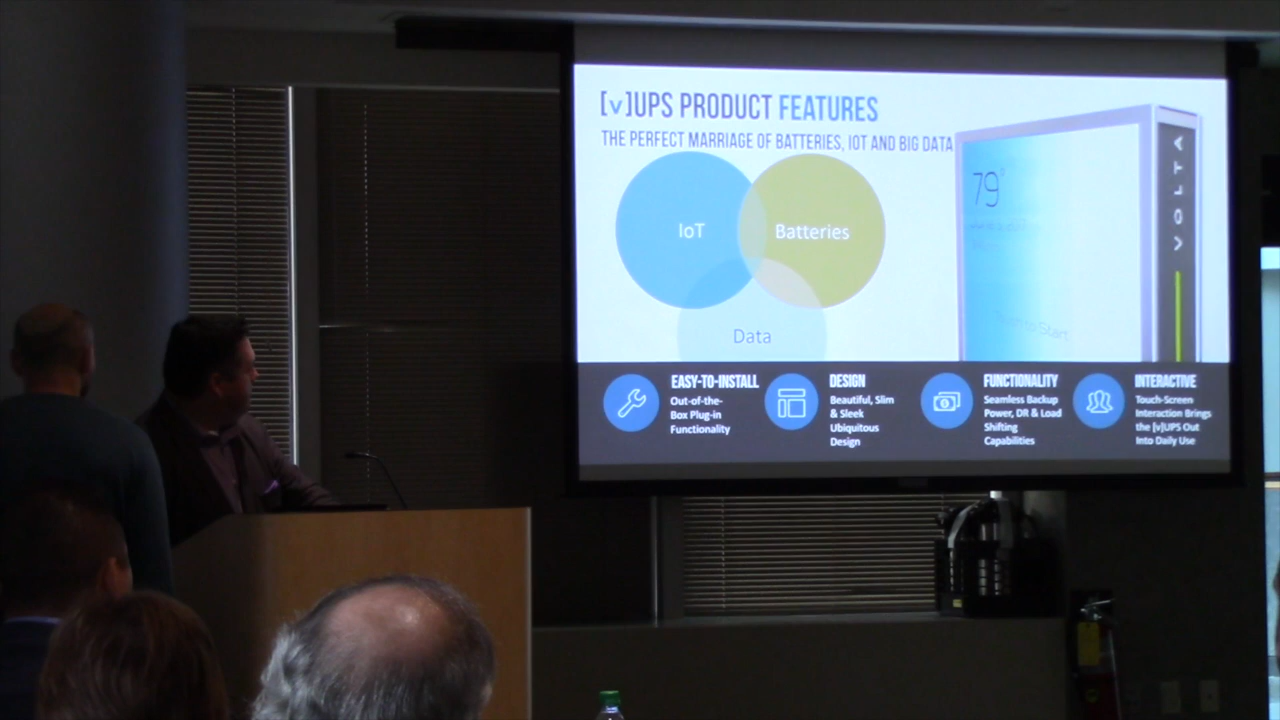 [v]UPS PRODUCT FEATURES
THE PERFECT MARRIAGE OF BATTERIES, IOT AND BIG DATA
IoT
Batteries
Data
79°
Touch to Start
VOLTA
EASY-TO-INSTALL
Out-of-the-
Box Plug-in
Functionality
DESIGN
Beautiful, Slim
& Sleek
Ubiquitous
Design
FUNCTIONALITY
Seamless Backup
Power, DR & Load
Shifting
Capabilities
INTERACTIVE
Touch-Screen
Interaction Brings
the [v]UPS Out
Into Daily Use